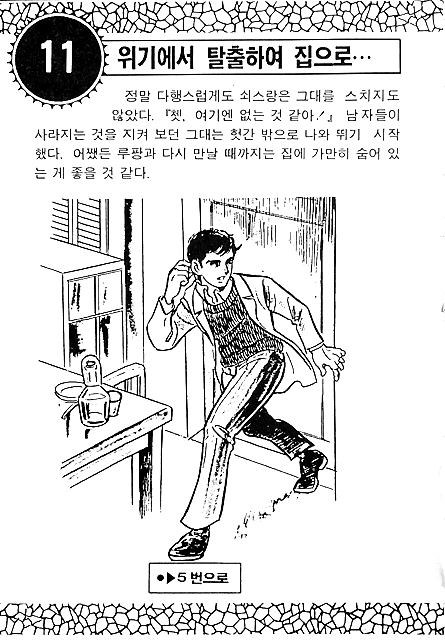 11
위기에서 탈출하여 집으로…
정말 다행스럽게도 쇠스랑은 그대를 스치지도
않았다. 『쳇, 여기엔 없는 것 같아!』 남자들이
사라지는 것을 지켜 보던 그대는 헛간 밖으로 나와 뛰기 시작
했다. 어쨌든 루팡과 다시 만날 때까지는 집에 가만히 숨어 있
는 게 좋을 것 같다.
●▶5번으로